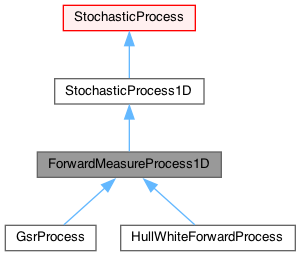 StochasticProcess
StochasticProcess1D
ForwardMeasureProcess1D
GsrProcess
HullWhiteForwardProcess